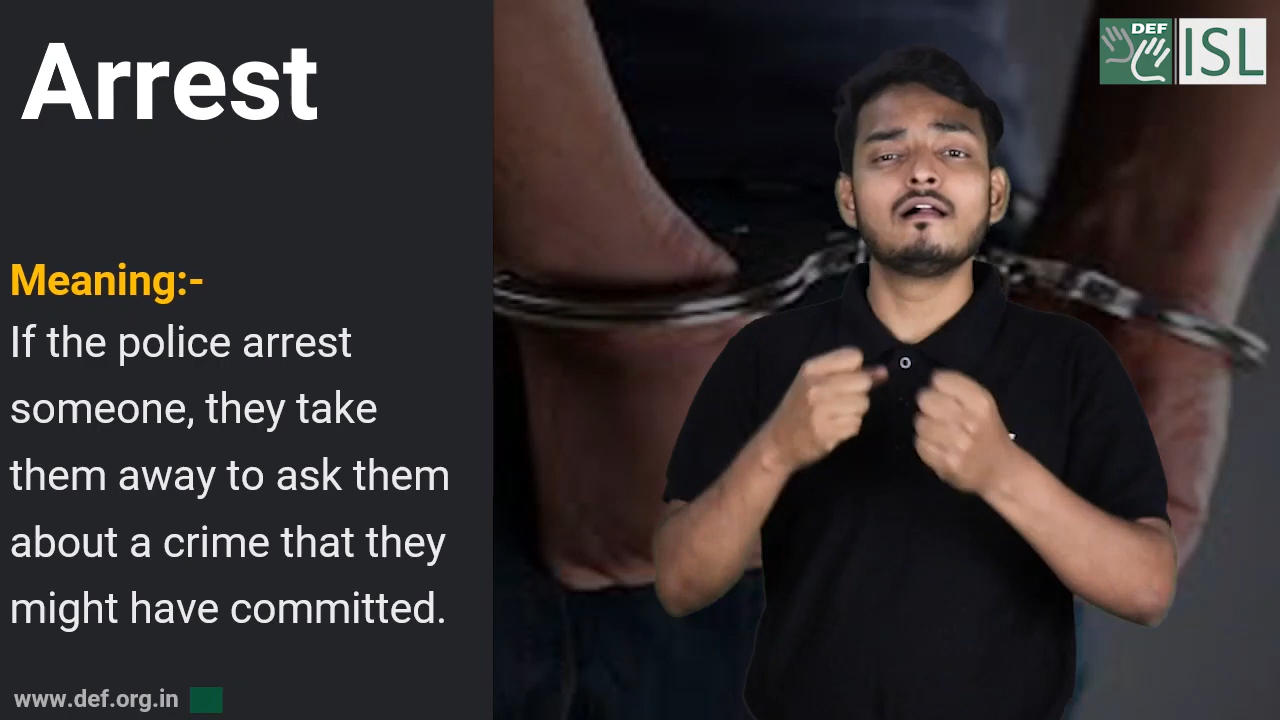 Arrest
DEF
ISL
Meaning:-
If the police arrest
someone, they take
them away to ask them
about a crime that they
might have committed.
www.def.org.in